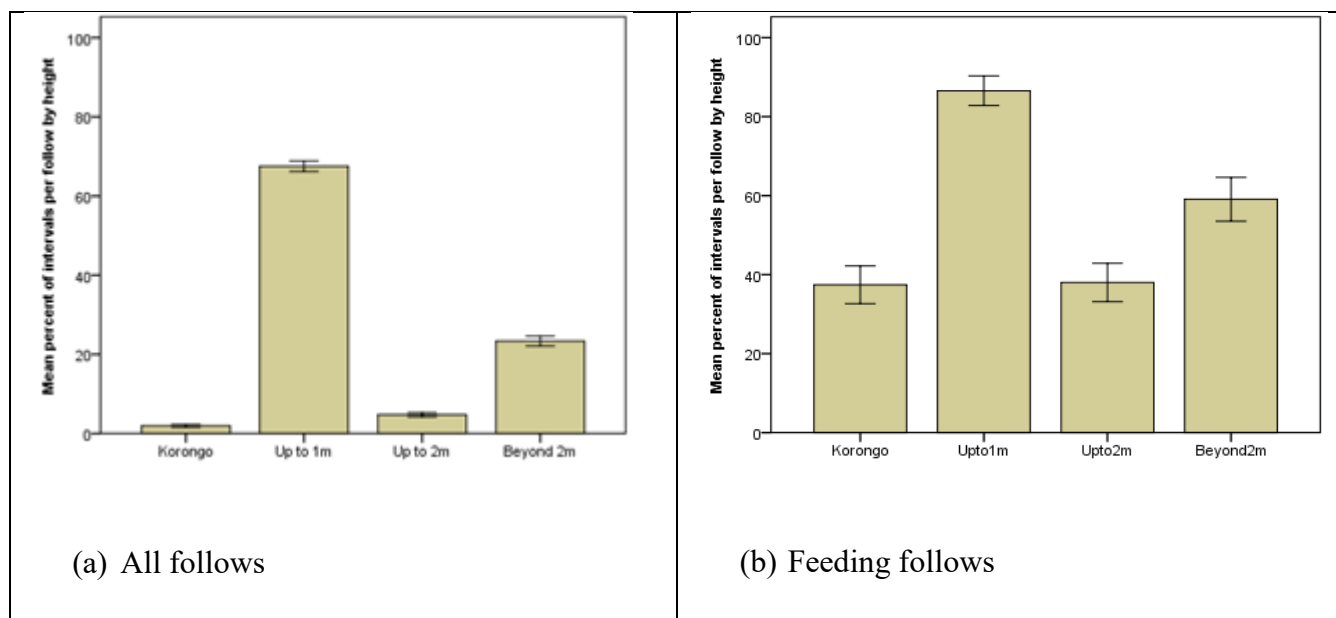 Mean percent of intervals per follow by height
100
80
60
40
20
0
Korongo Up to 1m Up to 2m Beyond 2m
(a) All follows
Mean percent of intervals per follow by height
100
80
60
40
20
0
Korongo Upto1m Upto2m Beyond2m
(b) Feeding follows